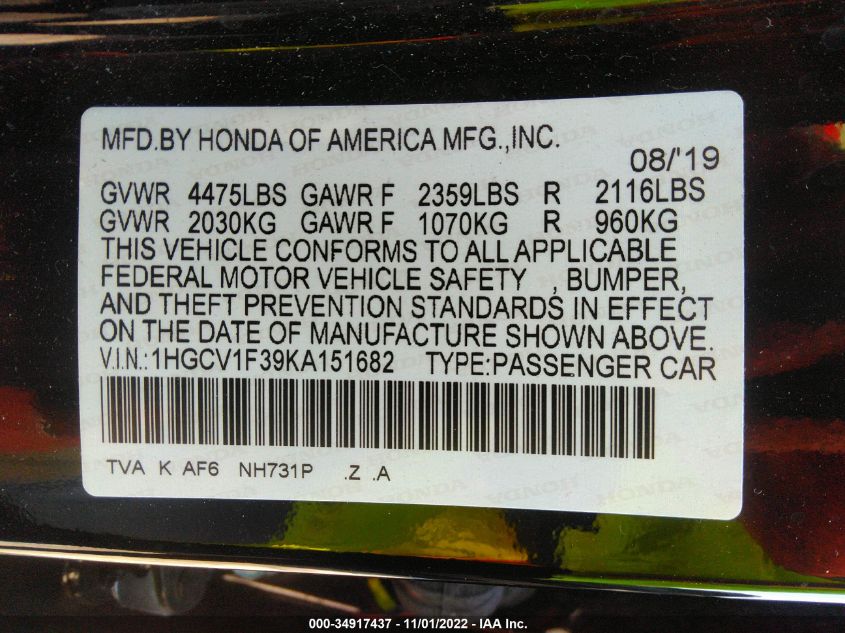 MFD.BY HONDA OF AMERICA MFG.,INC.
08/'19
GVWR 4475LBS GAWR F 2359LBS R 2116LBS
GVWR 2030KG GAWR F 1070KG R 960KG
THIS VEHICLE CONFORMS TO ALL APPLICABLE
FEDERAL MOTOR VEHICLE SAFETY , BUMPER,
AND THEFT PREVENTION STANDARDS IN EFFECT
ON THE DATE OF MANUFACTURE SHOWN ABOVE.
V.I.N.:1HGCV1F39KA151682 TYPE:PASSENGER CAR
TVA K AF6 NH731P .Z .A
000-34917437 - 11/01/2022 - IAA Inc.